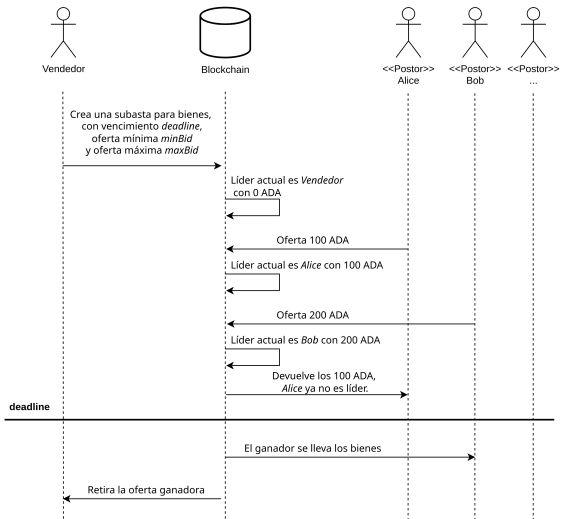 Vendedor
Blockchain
<<Postor>>
Alice
<<Postor>>
Bob
<<Postor>>
...
Crea una subasta para bienes,
con vencimiento deadline,
oferta mínima minBid
y oferta máxima maxBid
Líder actual es Vendedor
con 0 ADA
Oferta 100 ADA
Líder actual es Alice con 100 ADA
Oferta 200 ADA
Líder actual es Bob con 200 ADA
Devuelve los 100 ADA,
Alice ya no es líder.
deadline
El ganador se lleva los bienes
Retira la oferta ganadora